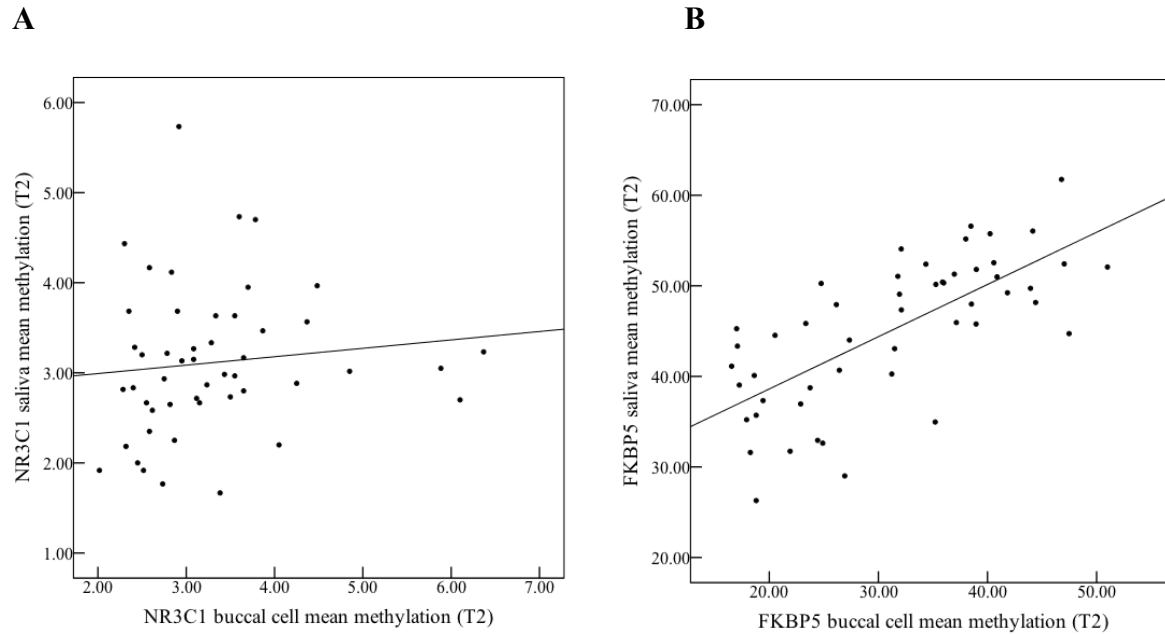 A
B
6.00
5.00
4.00
3.00
2.00
1.00
NR3C1 saliva mean methylation (T2)
2.00 3.00 4.00 5.00 6.00 7.00
NR3C1 buccal cell mean methylation (T2)
70.00
60.00
50.00
40.00
30.00
20.00
FKBP5 saliva mean methylation (T2)
20.00 30.00 40.00 50.00
FKBP5 buccal cell mean methylation (T2)